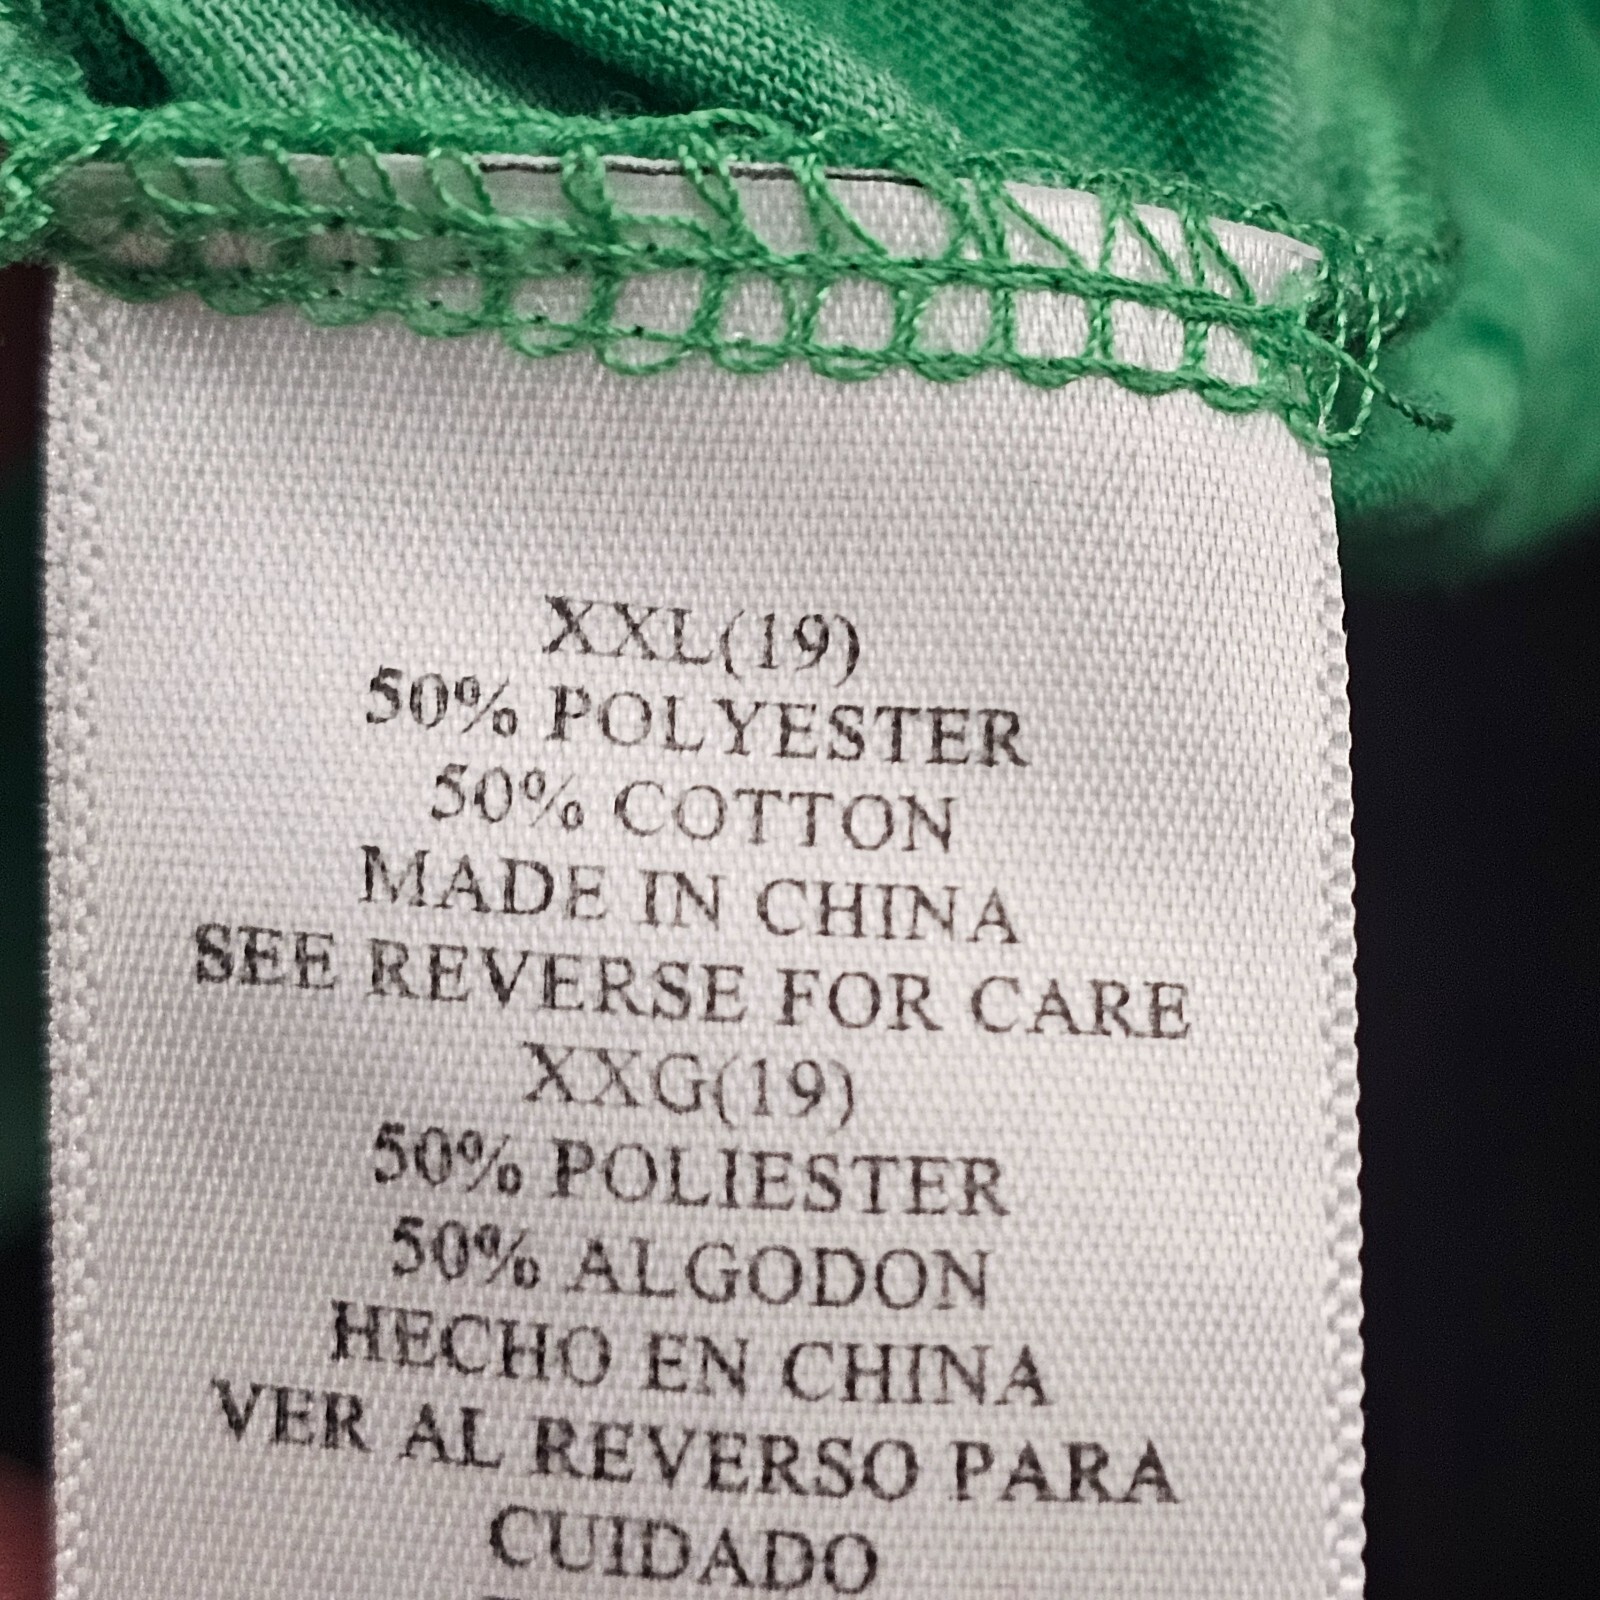 XXL(19)
50% POLYESTER
50% COTTON
MADE IN CHINA
SEE REVERSE FOR CARE
XXG(19)
50% POLIESTER
50% ALGODON
HECHO EN CHINA
VER AL REVERSO PARA
CUIDADO